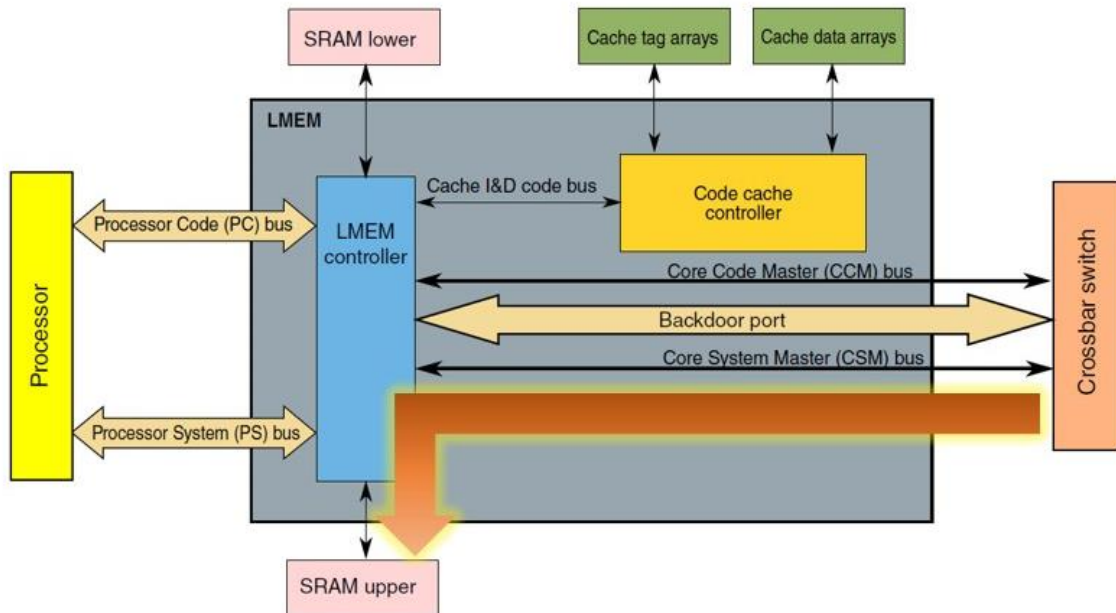 SRAM lower
Cache tag arrays
Cache data arrays
LMEM
Processor
Processor Code (PC) bus
LMEM
controller
Cache I&D code bus
Code cache
controller
Core Code Master (CCM) bus
Backdoor port
Core System Master (CSM) bus
Crossbar switch
Processor System (PS) bus
SRAM upper